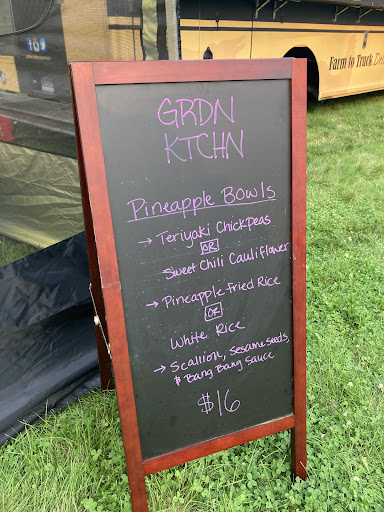 Farm to Truck
GRDN
KTCHN
Pineapple Bowls
→ Teriyaki Chickpeas
OR
Sweet Chili Cauliflower
→ Pineapple Fried Rice
OR
White Rice
→ Scallion, Sesame Seeds,
& Bang Bang Sauce
$16